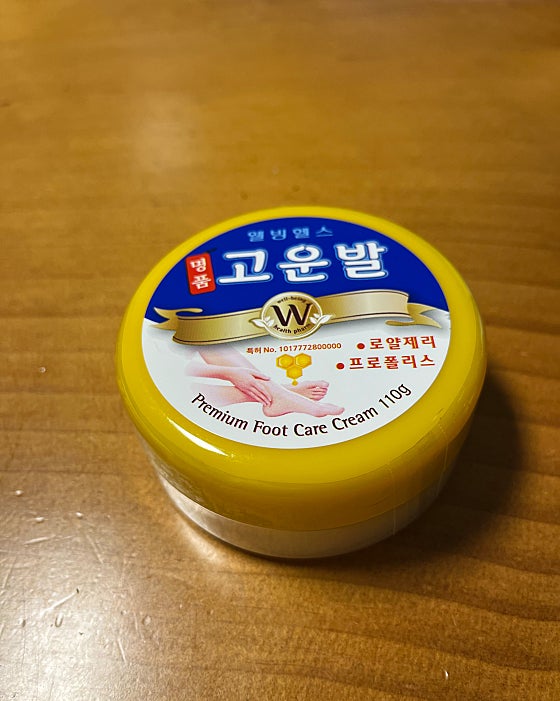 웰빙헬스
명품
고운발
well-being
W
health pharm
특허 No. 1017772800000
• 로얄제리
• 프로폴리스
Premium Foot Care Cream 110g